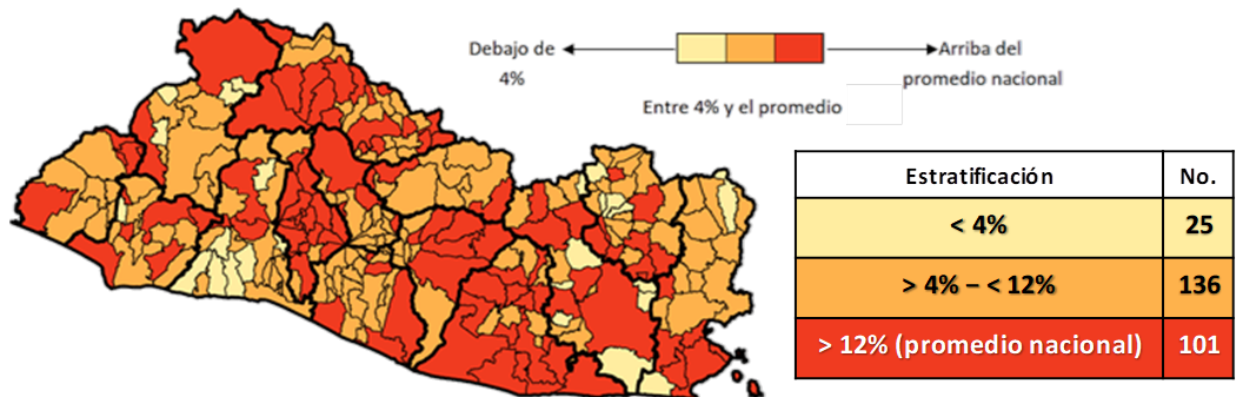 Debajo de
4%
Arriba del
promedio nacional
Entre 4% y el promedio
Estratificación No.
< 4% 25
> 4% – < 12% 136
> 12% (promedio nacional) 101